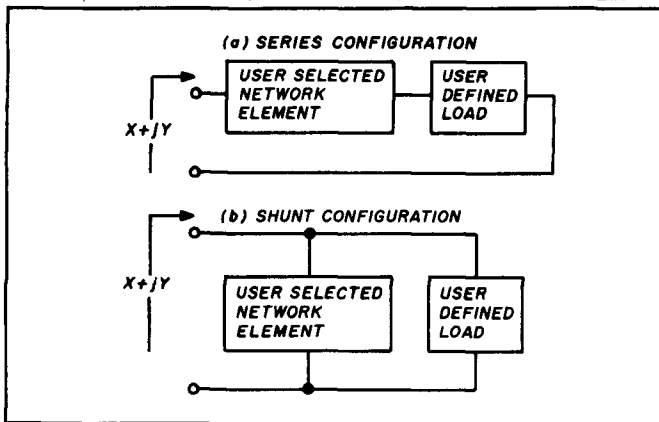 (a) SERIES CONFIGURATION
USER SELECTED
NETWORK
ELEMENT
USER
DEFINED
LOAD
X+jY
(b) SHUNT CONFIGURATION
X+jY
USER SELECTED
NETWORK
ELEMENT
USER
DEFINED
LOAD